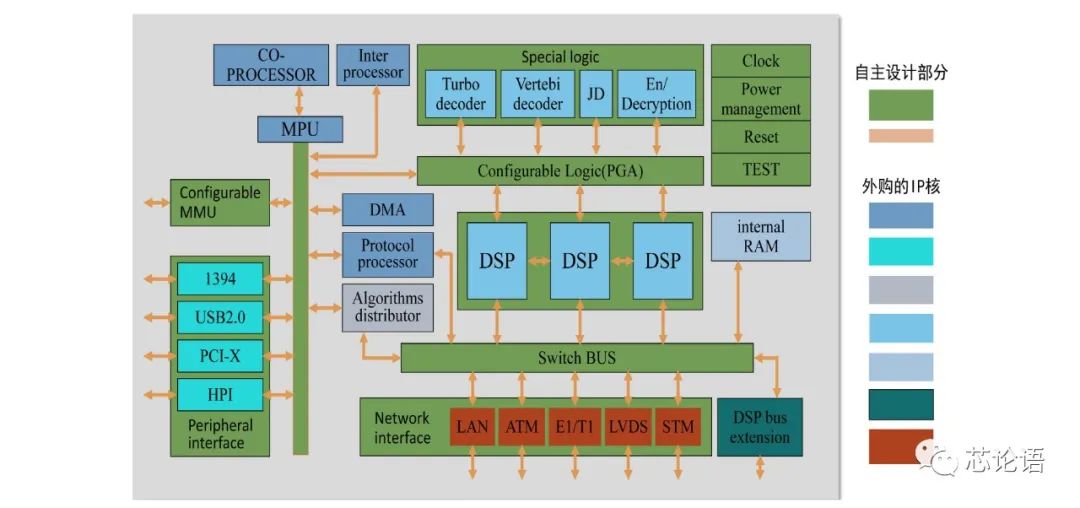 CO-
PROCESSOR
Inter
processor
MPU
Special logic
Turbo
decoder
Vertebi
decoder
JD
En/
Decryption
Clock
Power
management
Reset
TEST
Configurable Logic(PGA)
Configurable
MMU
DMA
Protocol
processor
Algorithms
distributor
DSP
DSP
DSP
internal
RAM
1394
USB2.0
PCI-X
HPI
Peripheral
interface
Switch BUS
Network
interface
LAN
ATM
E1/T1
LVDS
STM
DSP bus
extension
自主设计部分
外购的IP核
芯论语